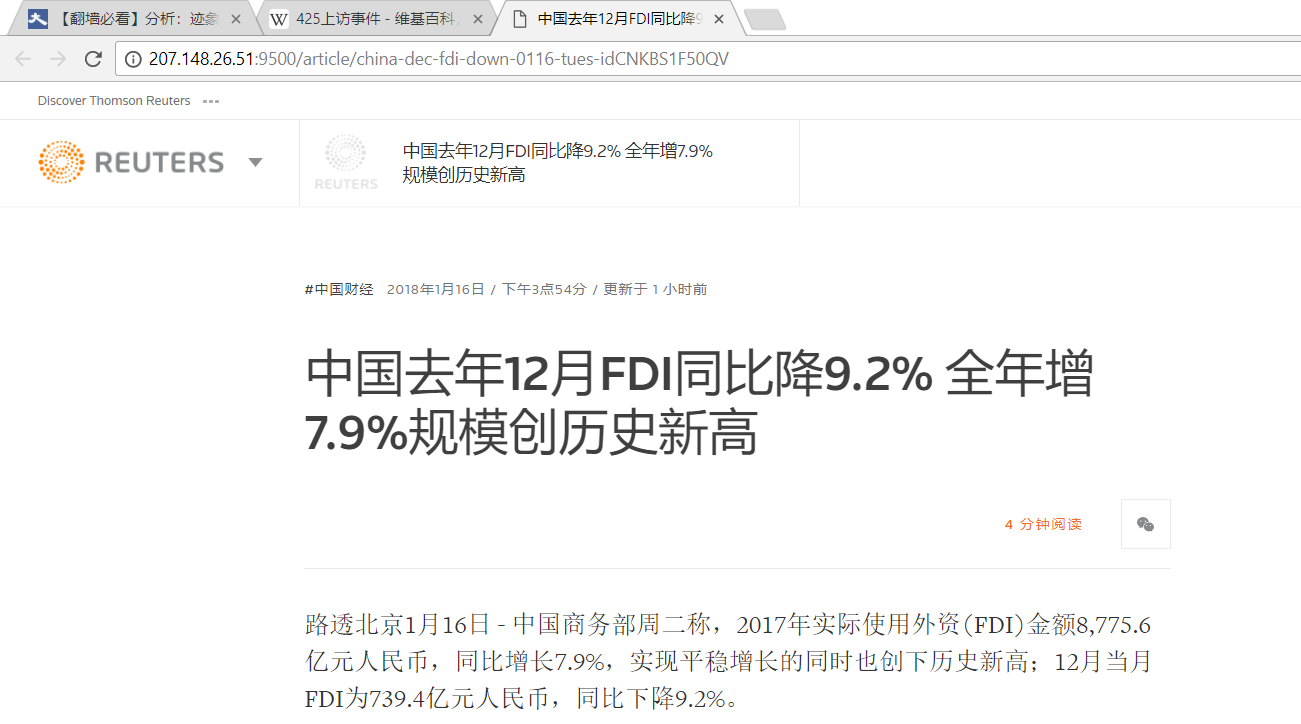 【翻墙必看】分析：迹象
425上访事件 - 维基百科，
中国去年12月FDI同比降9
207.148.26.51:9500/article/china-dec-fdi-down-0116-tues-idCNKBS1F50QV
Discover Thomson Reuters
REUTERS
REUTERS
中国去年12月FDI同比降9.2% 全年增7.9%
规模创历史新高
#中国财经 2018年1月16日 / 下午3点54分 / 更新于 1 小时前
中国去年12月FDI同比降9.2% 全年增
7.9%规模创历史新高
4 分钟阅读
路透北京1月16日 - 中国商务部周二称，2017年实际使用外资(FDI)金额8,775.6
亿元人民币，同比增长7.9%，实现平稳增长的同时也创下历史新高；12月当月
FDI为739.4亿元人民币，同比下降9.2%。